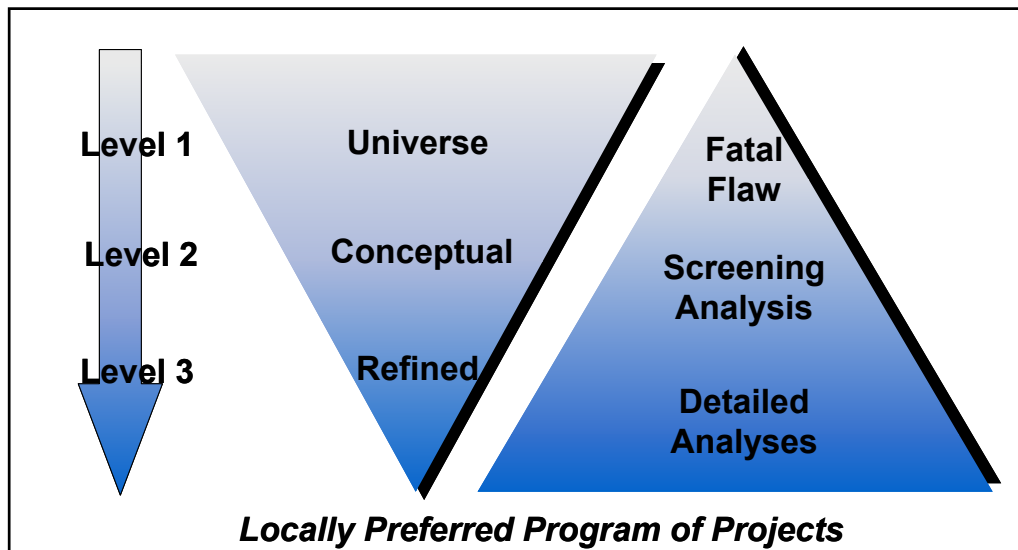 Level 1
Universe
Fatal
Flaw
Level 2
Conceptual
Screening
Analysis
Level 3
Refined
Detailed
Analyses
Locally Preferred Program of Projects